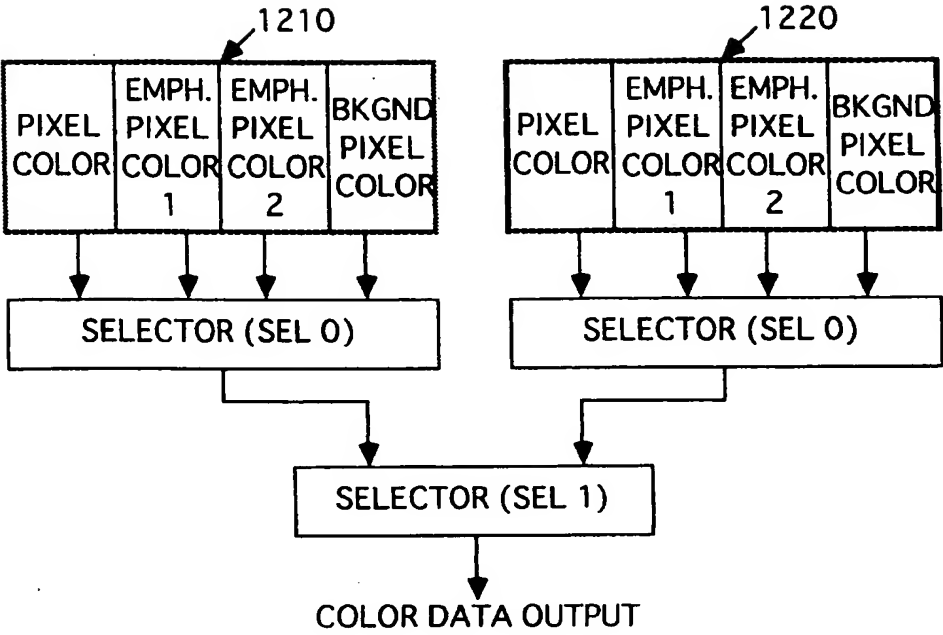 1210
1220
PIXEL
COLOR
EMPH.
PIXEL
COLOR
1
EMPH.
PIXEL
COLOR
2
BKGND
PIXEL
COLOR
PIXEL
COLOR
EMPH.
PIXEL
COLOR
1
EMPH.
PIXEL
COLOR
2
BKGND
PIXEL
COLOR
SELECTOR (SEL 0)
SELECTOR (SEL 0)
SELECTOR (SEL 1)
COLOR DATA OUTPUT